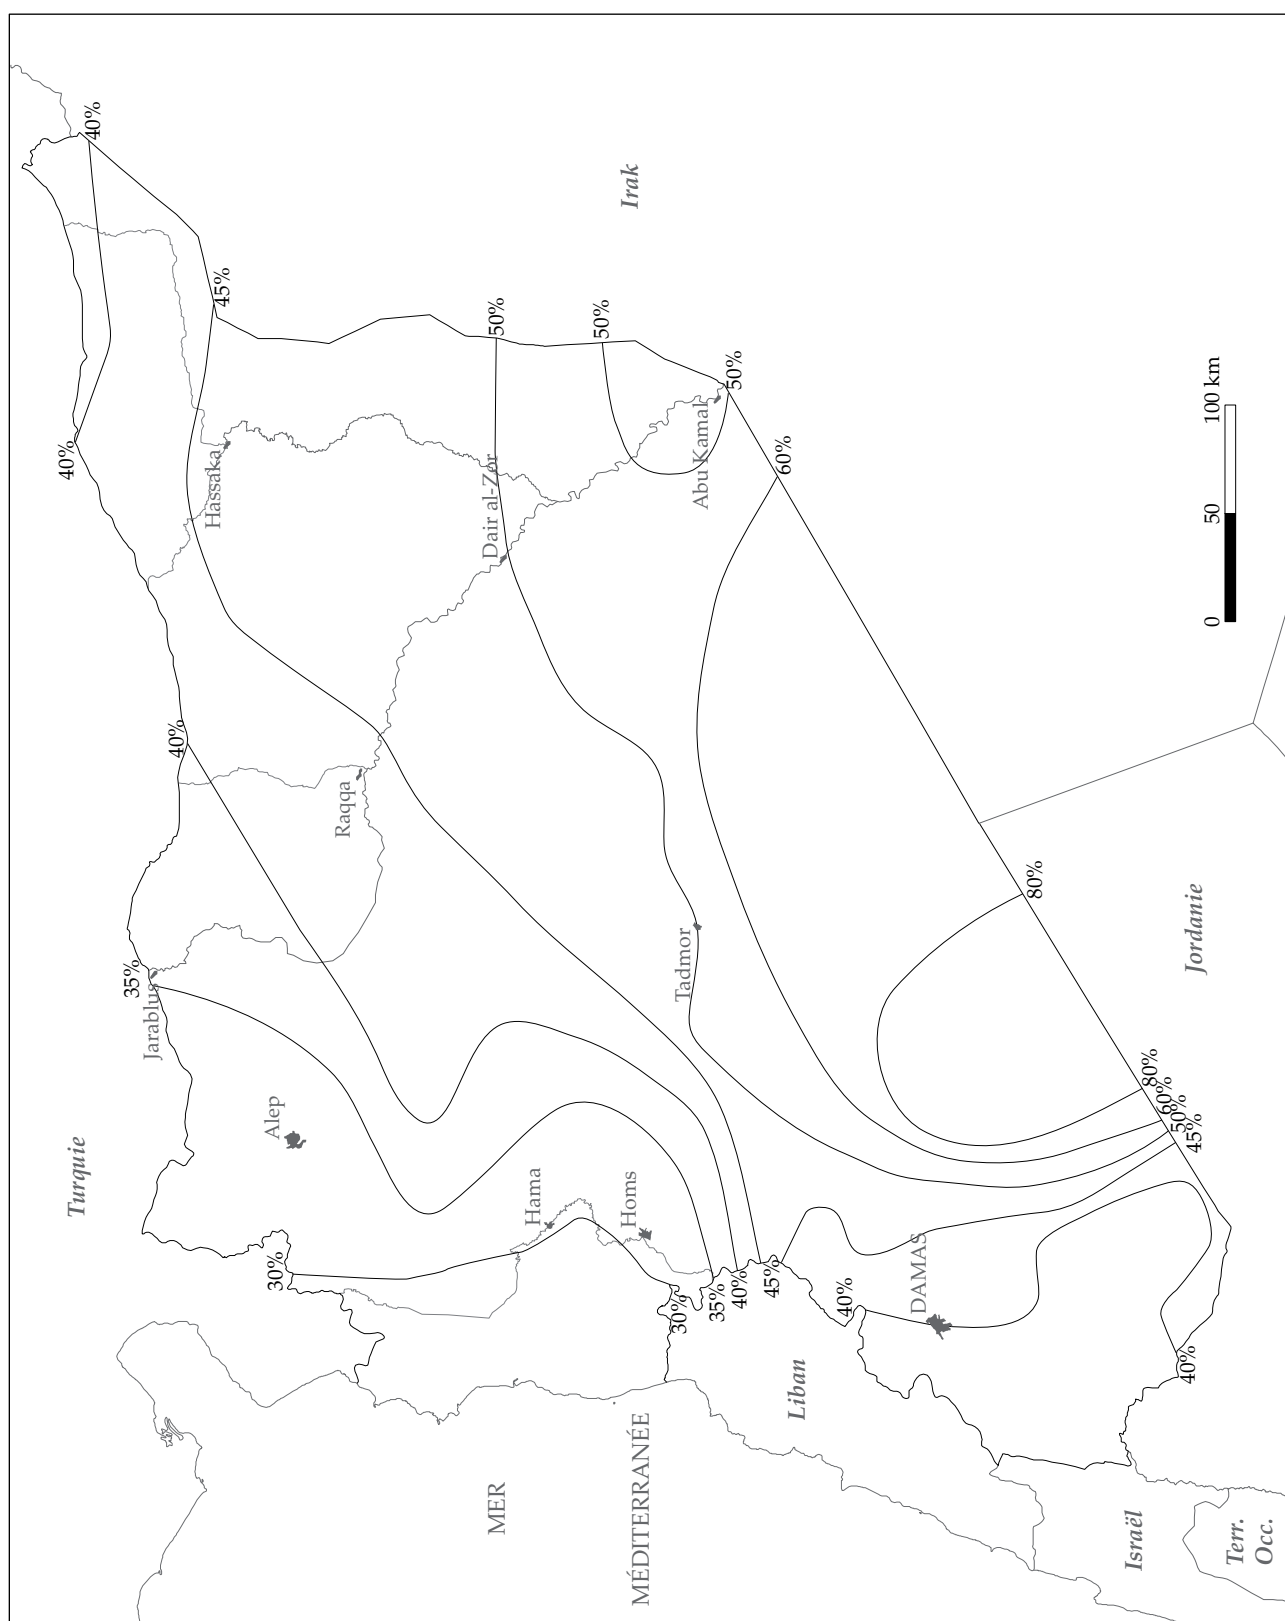 Turquie
Jarablus
35%
40%
40%
40%
Alep
30%
Raqqa
Hassaka
45%
Irak
MER
MÉDITERRANÉE
Hama
Homs
30%
35%
40%
45%
Tadmor
Dair al-Zor
50%
50%
Abu Kamal
50%
60%
Liban
40%
DAMAS
80%
80%
60%
50%
45%
40%
Jordanie
Israël
Terr.
Occ.
0
50
100 km